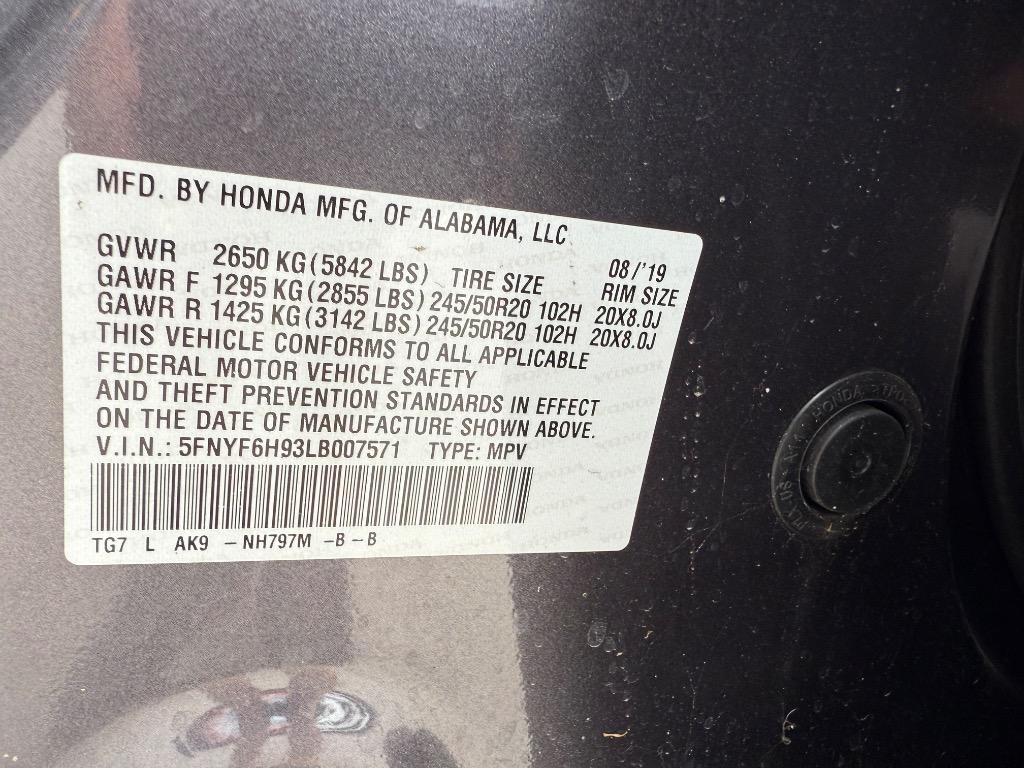 MFD. BY HONDA MFG. OF ALABAMA, LLC
08/'19
GVWR 2650 KG(5842 LBS) TIRE SIZE RIM SIZE
GAWR F 1295 KG(2855 LBS) 245/50R20 102H 20X8.0J
GAWR R 1425 KG(3142 LBS) 245/50R20 102H 20X8.0J
THIS VEHICLE CONFORMS TO ALL APPLICABLE
FEDERAL MOTOR VEHICLE SAFETY
AND THEFT PREVENTION STANDARDS IN EFFECT
ON THE DATE OF MANUFACTURE SHOWN ABOVE.
V.I.N.: 5FNYF6H93LB007571 TYPE: MPV
TG7 L AK9 -NH797M -B-B
HONDA